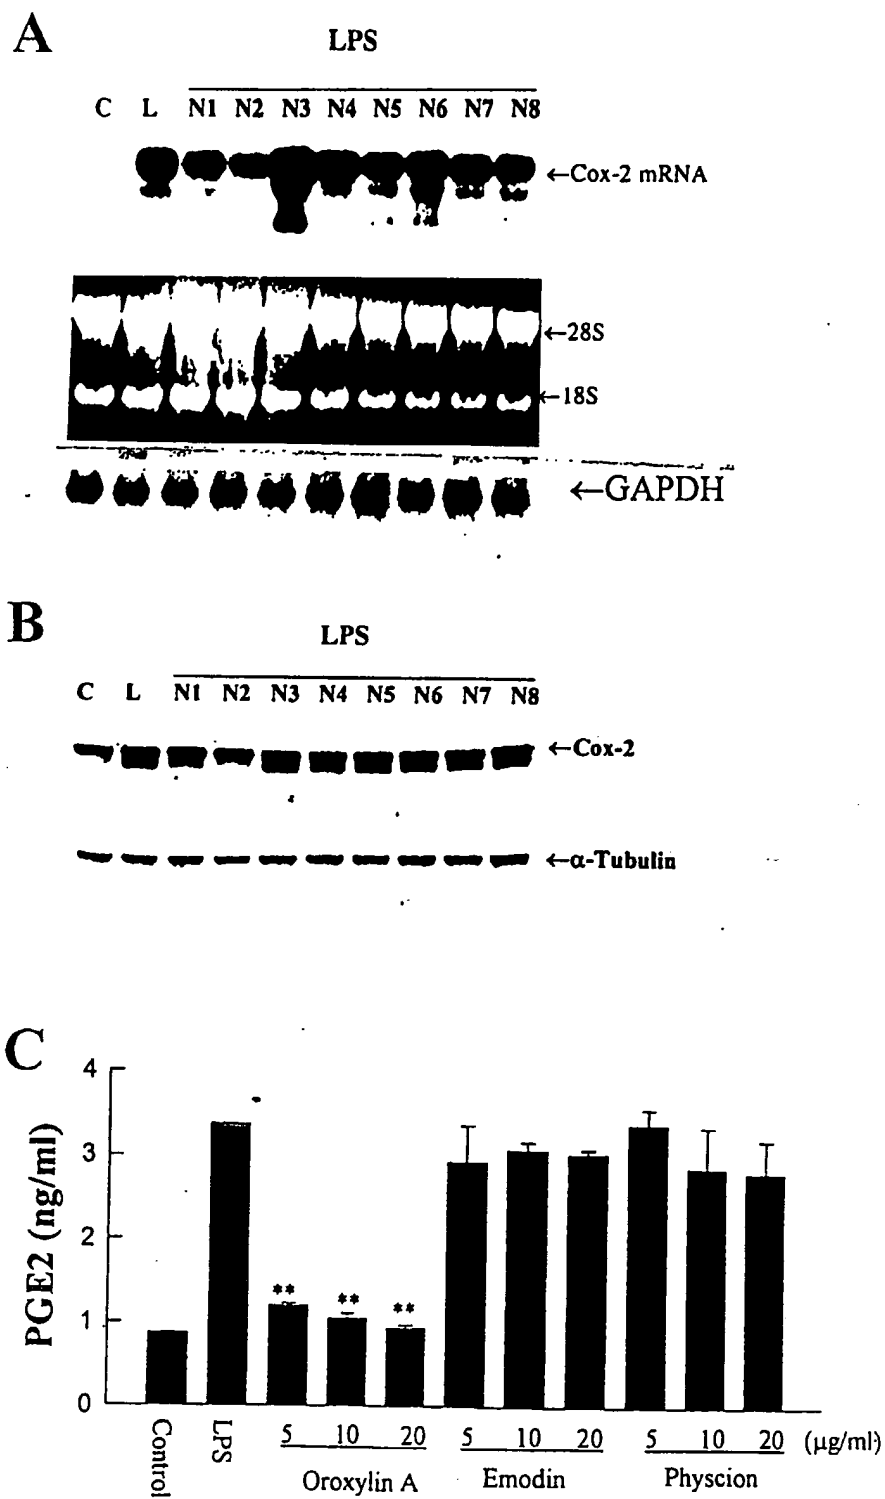 A
LPS
C L N1 N2 N3 N4 N5 N6 N7 N8
←Cox-2 mRNA
←28S
←18S
←GAPDH
B
LPS
C L N1 N2 N3 N4 N5 N6 N7 N8
←Cox-2
←α-Tubulin
C
PGE2 (ng/ml)
4
3
2
1
0
** ** **
Control LPS 5 10 20 5 10 20 5 10 20 (μg/ml)
Oroxylin A Emodin Physcion